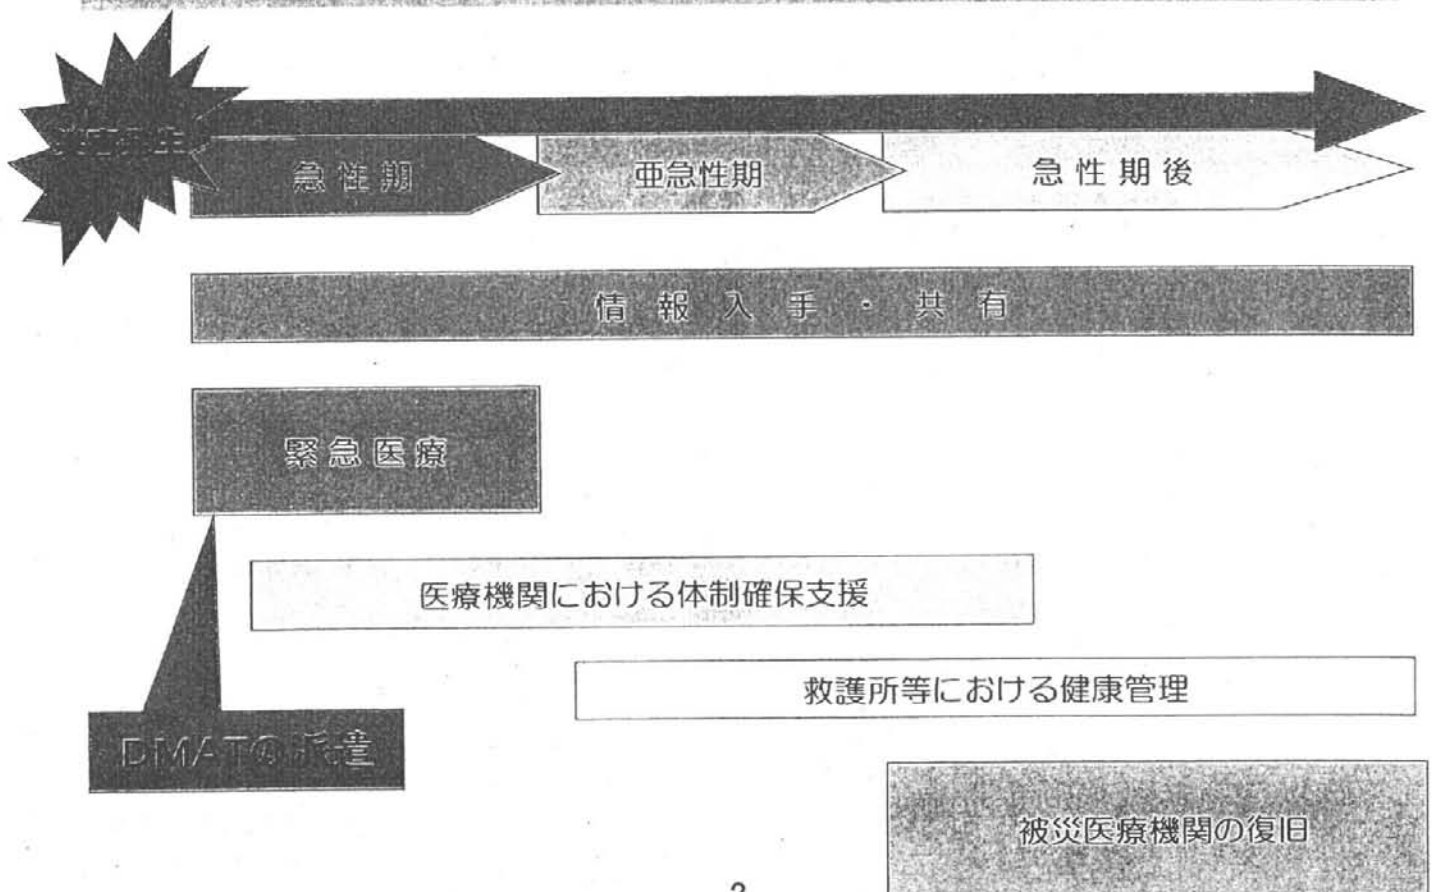 急性期
亜急性期
急性期後
情報入手・共有
緊急医療
医療機関における体制確保支援
救護所等における健康管理
DMATの派遣
被災医療機関の復旧